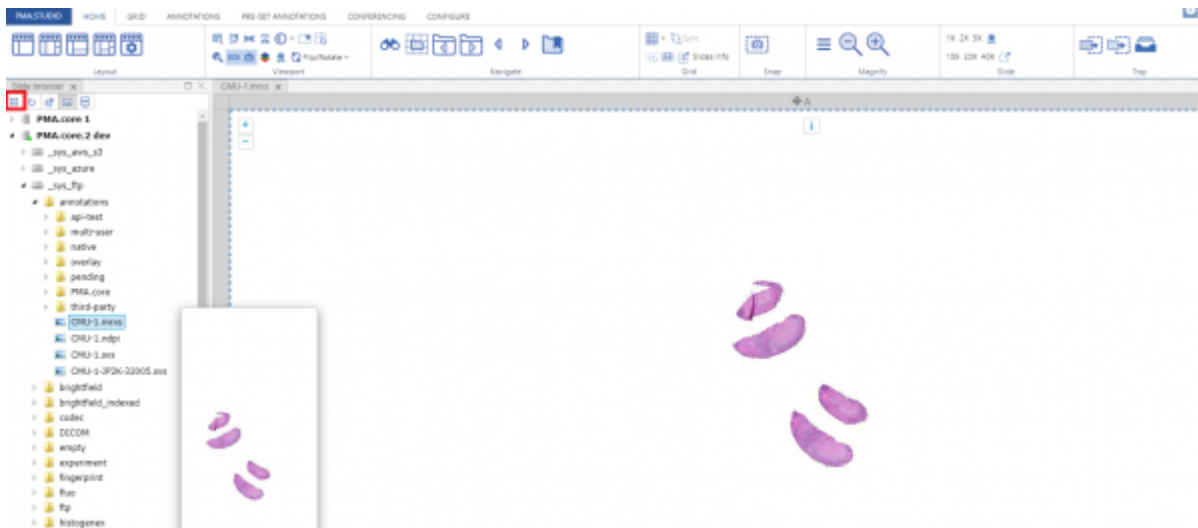 PMA.STUDIO HOME GRID ANNOTATIONS PRE-SET ANNOTATIONS CONFERENCING CONFIGURE
Flip/Rotate
Sync
Slides info
1X 2X 5X
10X 20X 40X
Layout Viewport Navigate Grid Snap Magnify Slide Tray
Slide browser x CMU-1.mrxs x
A
PMA.core 1
PMA.core.2 dev
_sys_aws_s3
_sys_azure
_sys_ftp
annotations
api-test
multi-user
native
overlay
pending
PMA.core
third-party
CMU-1.mrxs
CMU-1.ndpi
CMU-1.svs
CMU-1-JP2K-33005.svs
brightfield
brightfield_indexed
codec
DICOM
empty
experiment
fingerprint
fluo
ftp
histogenex